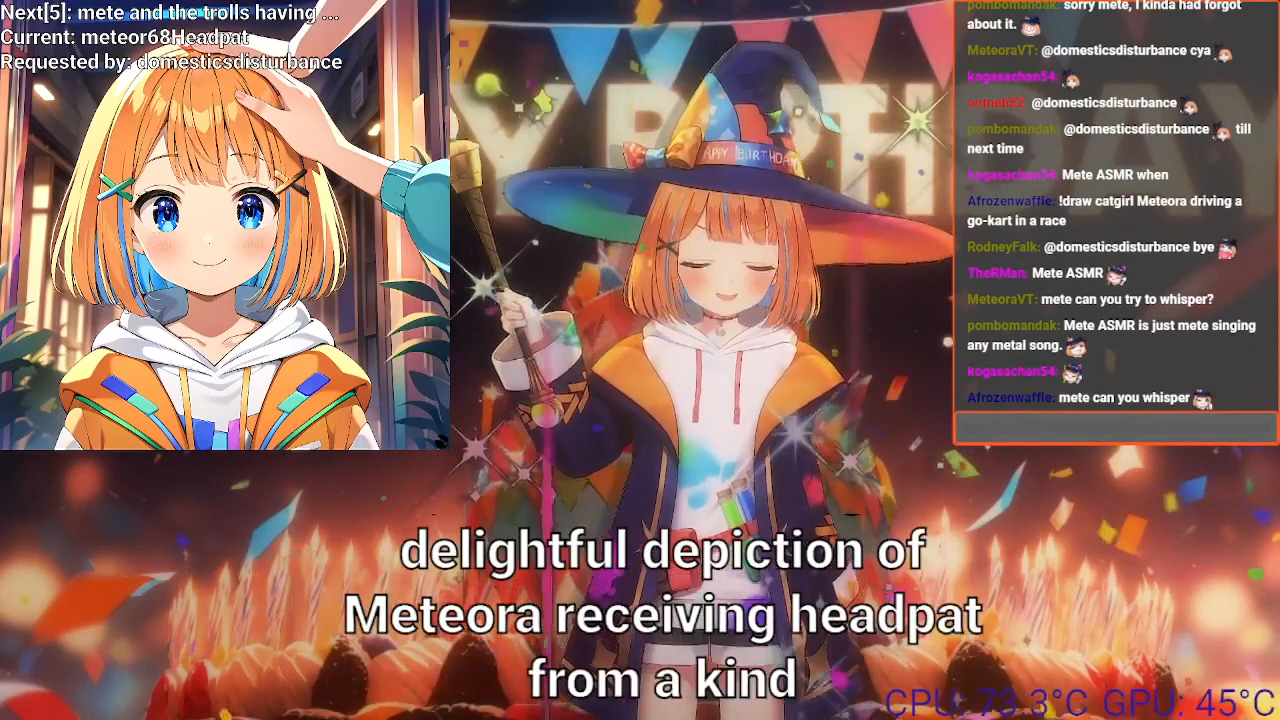 Next[5]: mete and the trolls having ...
Current: meteor68Headpat
Requested by: domesticsdisturbance
Y BIRTHDAY
APPY BIRTHDA
pombomandak: sorry mete, I kinda had forgot
about it.
MeteoraVT: @domesticsdisturbance cya
kogasachan54:
notneb82: @domesticsdisturbance
pombomandak: @domesticsdisturbance till
next time
kogasachan54: Mete ASMR when
Afrozenwaffle: !draw catgirl Meteora driving a
go-kart in a race
RodneyFalk: @domesticsdisturbance bye
TheRMan: Mete ASMR
MeteoraVT: mete can you try to whisper?
pombomandak: Mete ASMR is just mete singing
any metal song.
kogasachan54:
Afrozenwaffle: mete can you whisper
delightful depiction of
Meteora receiving headpat
from a kind
CPU: 73.3°C GPU: 45°C